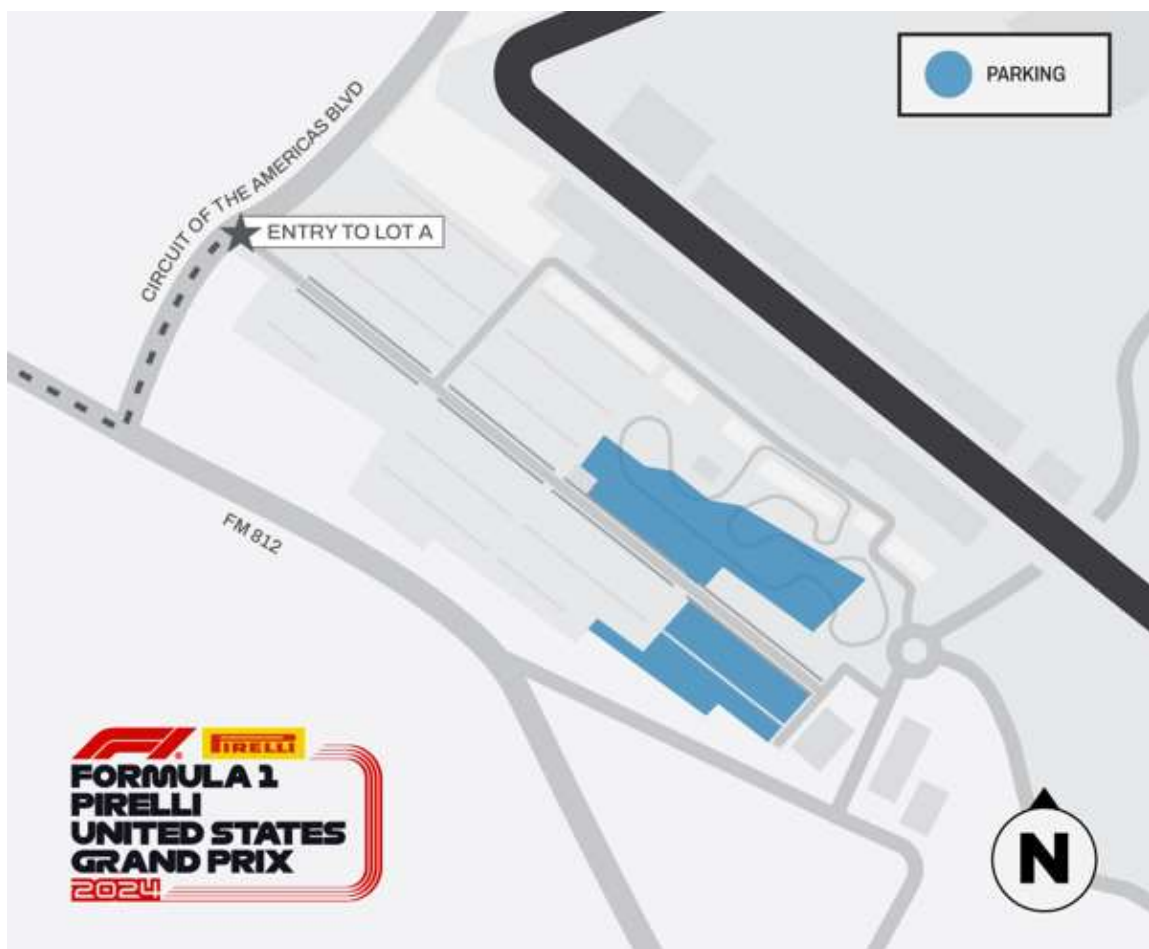 PARKING
CIRCUIT OF THE AMERICAS BLVD
ENTRY TO LOT A
FM 812
F1 PIRELLI
FORMULA 1
PIRELLI
UNITED STATES
GRAND PRIX
2024
N